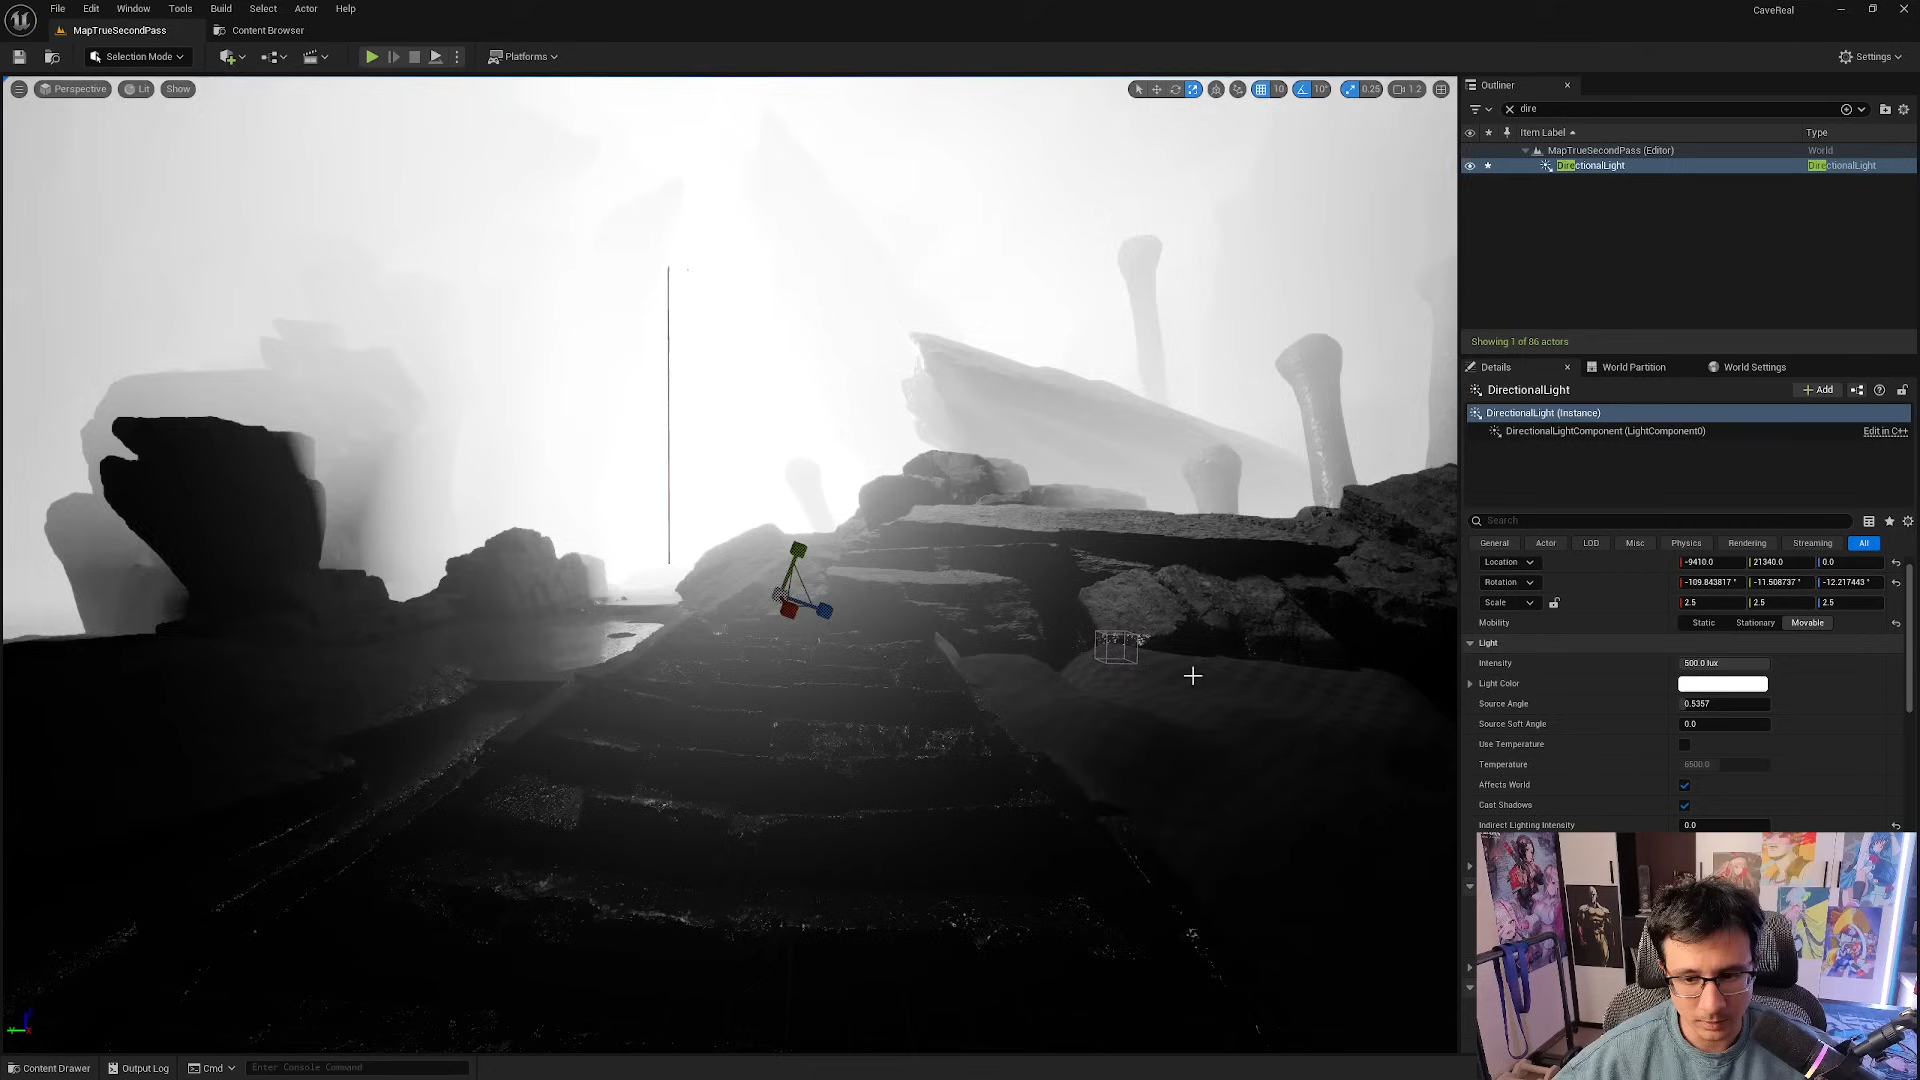 File Edit Window Tools Build Select Actor Help
CaveReal
MapTrueSecondPass
Content Browser
Selection Mode
Platforms
Settings
Perspective
Lit
Show
10
10°
0.25
1.2
Outliner
dire
Item Label
Type
MapTrueSecondPass (Editor)
World
DirectionalLight
DirectionalLight
Showing 1 of 86 actors
Details
World Partition
World Settings
DirectionalLight
Add
DirectionalLight (Instance)
DirectionalLightComponent (LightComponent0)
Edit in C++
Search
General Actor LOD Misc Physics Rendering Streaming All
Location -9410.0 21340.0 0.0
Rotation -109.843817 ° -11.508737 ° -12.217443 °
Scale 2.5 2.5 2.5
Mobility Static Stationary Movable
Light
Intensity 500.0 lux
Light Color
Source Angle 0.5357
Source Soft Angle 0.0
Use Temperature
Temperature 6500.0
Affects World
Cast Shadows
Indirect Lighting Intensity 0.0
Content Drawer
Output Log
Cmd
Enter Console Command